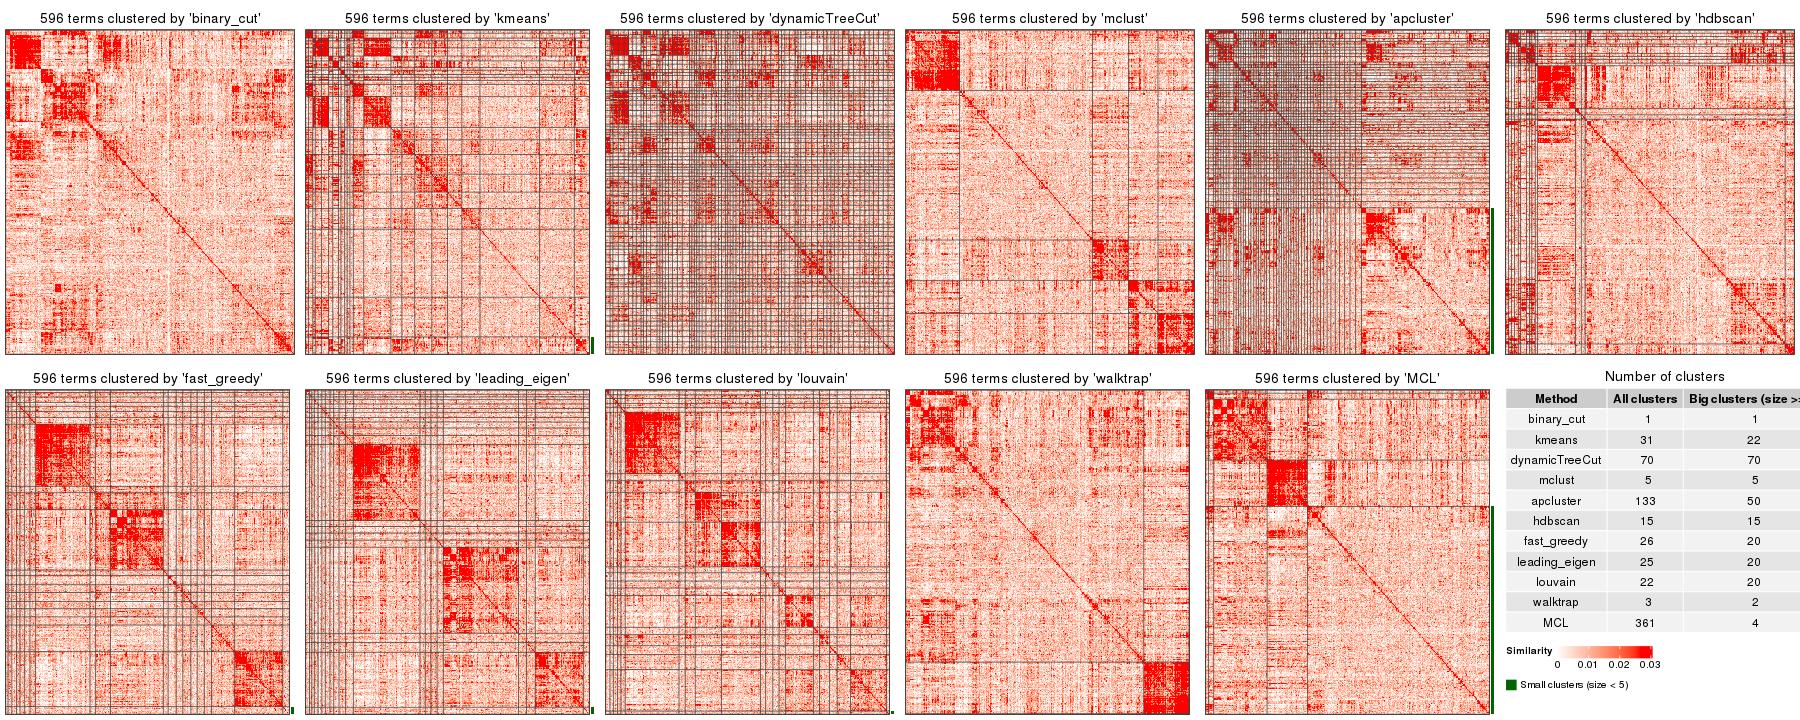 596 terms clustered by 'binary_cut'
596 terms clustered by 'kmeans'
596 terms clustered by 'dynamicTreeCut'
596 terms clustered by 'mclust'
596 terms clustered by 'apcluster'
596 terms clustered by 'hdbscan'
596 terms clustered by 'fast_greedy'
596 terms clustered by 'leading_eigen'
596 terms clustered by 'louvain'
596 terms clustered by 'walktrap'
596 terms clustered by 'MCL'
Number of clusters
Method All clusters Big clusters (size >=
binary_cut 1 1
kmeans 31 22
dynamicTreeCut 70 70
mclust 5 5
apcluster 133 50
hdbscan 15 15
fast_greedy 26 20
leading_eigen 25 20
louvain 22 20
walktrap 3 2
MCL 361 4
Similarity
0 0.01 0.02 0.03
Small clusters (size < 5)